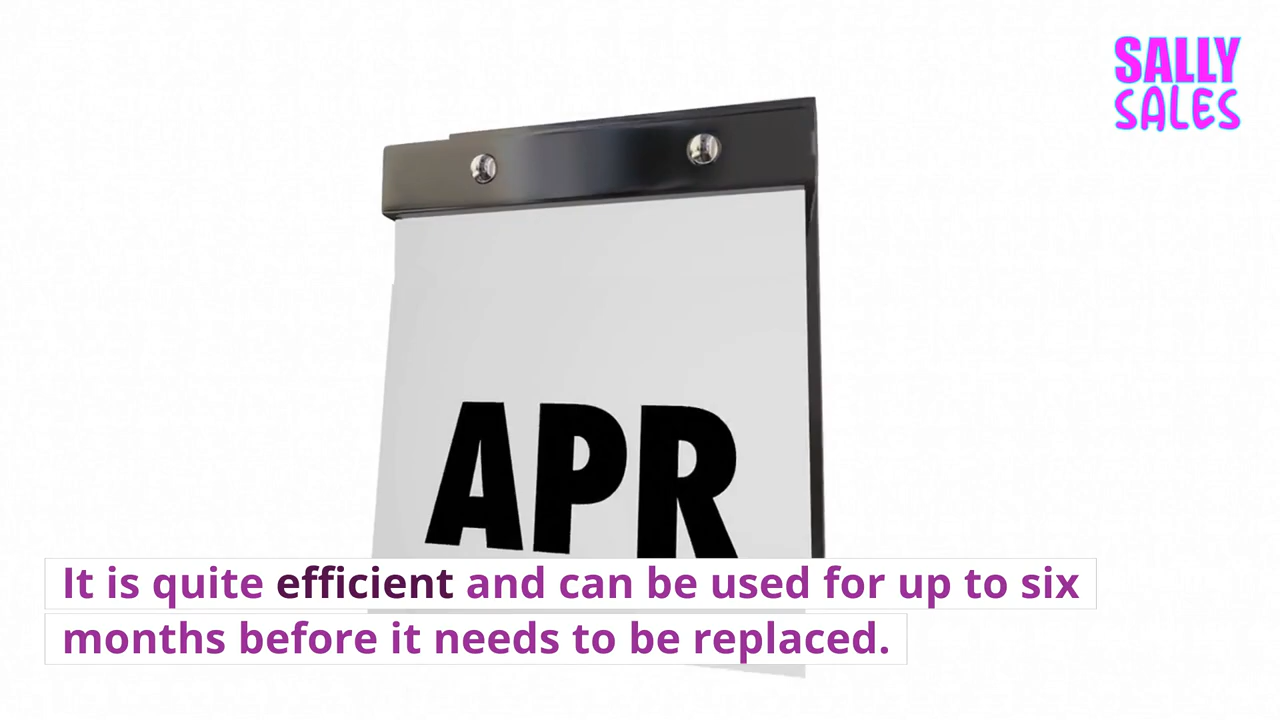 SALLY
SALES
APR
It is quite efficient and can be used for up to six
months before it needs to be replaced.